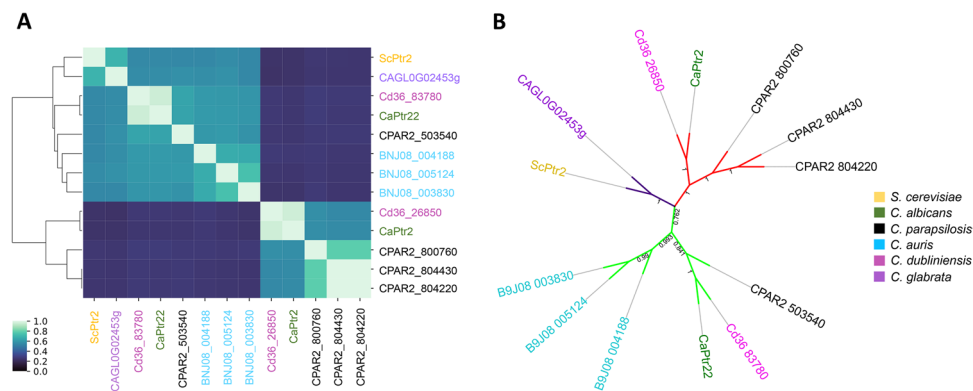 A
B
ScPtr2
CAGL0G02453g
Cd36_83780
CaPtr22
CPAR2_503540
BNJ08_004188
BNJ08_005124
BNJ08_003830
Cd36_26850
CaPtr2
CPAR2_800760
CPAR2_804430
CPAR2_804220
1.0
0.8
0.6
0.4
0.2
0.0
ScPtr2
CAGL0G02453g
Cd36_83780
CaPtr22
CPAR2_503540
BNJ08_004188
BNJ08_005124
BNJ08_003830
Cd36_26850
CaPtr2
CPAR2_800760
CPAR2_804430
CPAR2_804220
Cd36 26850
CaPtr2
CPAR2 800760
CPAR2 804430
CPAR2 804220
CAGL0G02453g
ScPtr2
0.762
0.993
0.841
0.99
B9J08 003830
B9J08 005124
B9J08 004188
CaPtr22
Cd36 83780
CPAR2 503540
S. cerevisiae
C. albicans
C. parapsilosis
C. auris
C. dubliniensis
C. glabrata